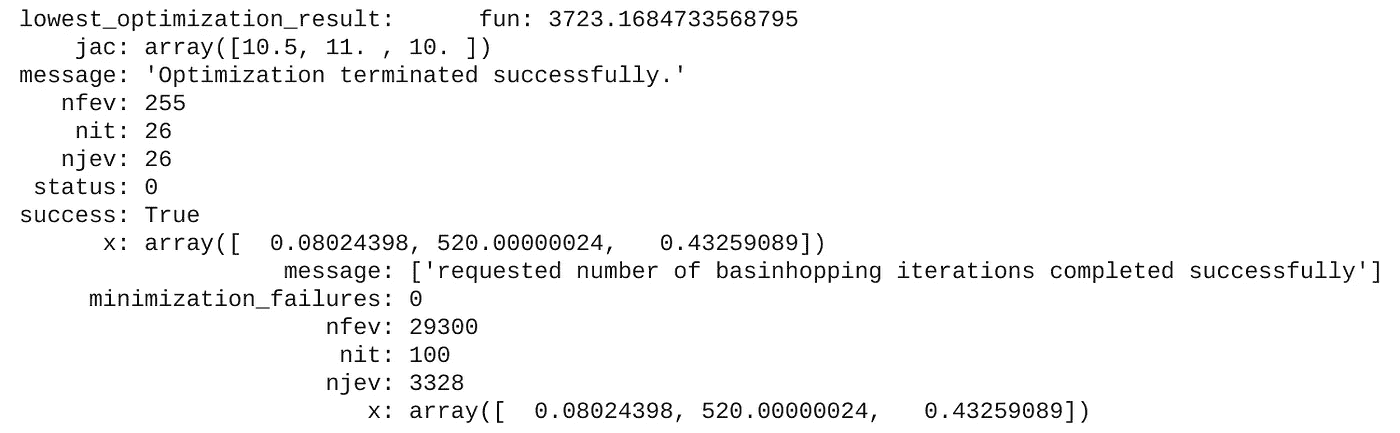 lowest_optimization_result:      fun: 3723.1684733568795
    jac: array([10.5, 11. , 10. ])
message: 'Optimization terminated successfully.'
   nfev: 255
    nit: 26
   njev: 26
 status: 0
success: True
      x: array([  0.08024398, 520.00000024,   0.43259089])
                   message: ['requested number of basinhopping iterations completed successfully']
     minimization_failures: 0
                      nfev: 29300
                       nit: 100
                      njev: 3328
                         x: array([  0.08024398, 520.00000024,   0.43259089])